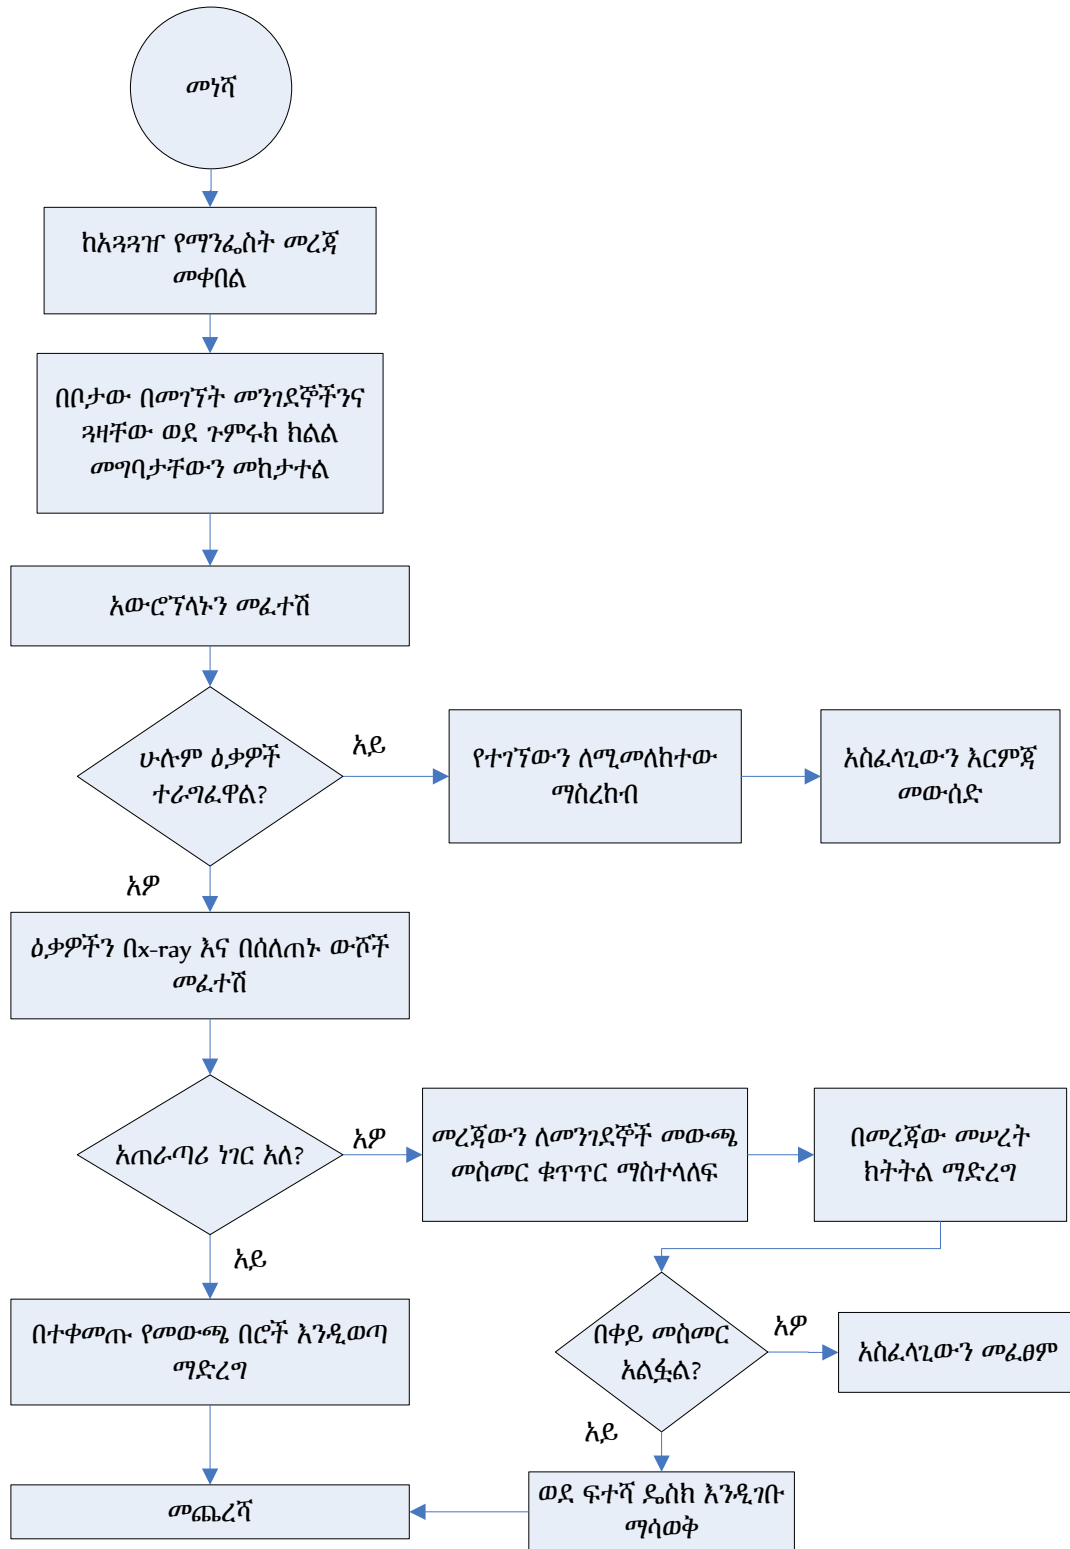 መነሻ
ከአጓጓዥ የማንፌስት መረጃ
መቀበል
በቦታው በመገኘት መንገደኞችንና
ጓዛቸው ወደ ጉምሩክ ክልል
መግባታቸውን መከታተል
አውሮፕላኑን መፈተሽ
ሁሉም ዕቃዎች
ተራግፈዋል?
አይ
የተገኘውን ለሚመለከተው
ማስረከብ
አስፈላጊውን እርምጃ
መውሰድ
አዎ
ዕቃዎችን በx-ray እና በሰለጠኑ ውሾች
መፈተሽ
አጠራጣሪ ነገር አለ?
አዎ
መረጃውን ለመንገደኞች መውጫ
መስመር ቁጥጥር ማስተላለፍ
በመረጃው መሠረት
ክትትል ማድረግ
አይ
በተቀመጡ የመውጫ በሮች እንዲወጣ
ማድረግ
በቀይ መስመር
አልፏል?
አዎ
አስፈላጊውን መፈፀም
አይ
ወደ ፍተሻ ዴስክ እንዲገቡ
ማሳወቅ
መጨረሻ